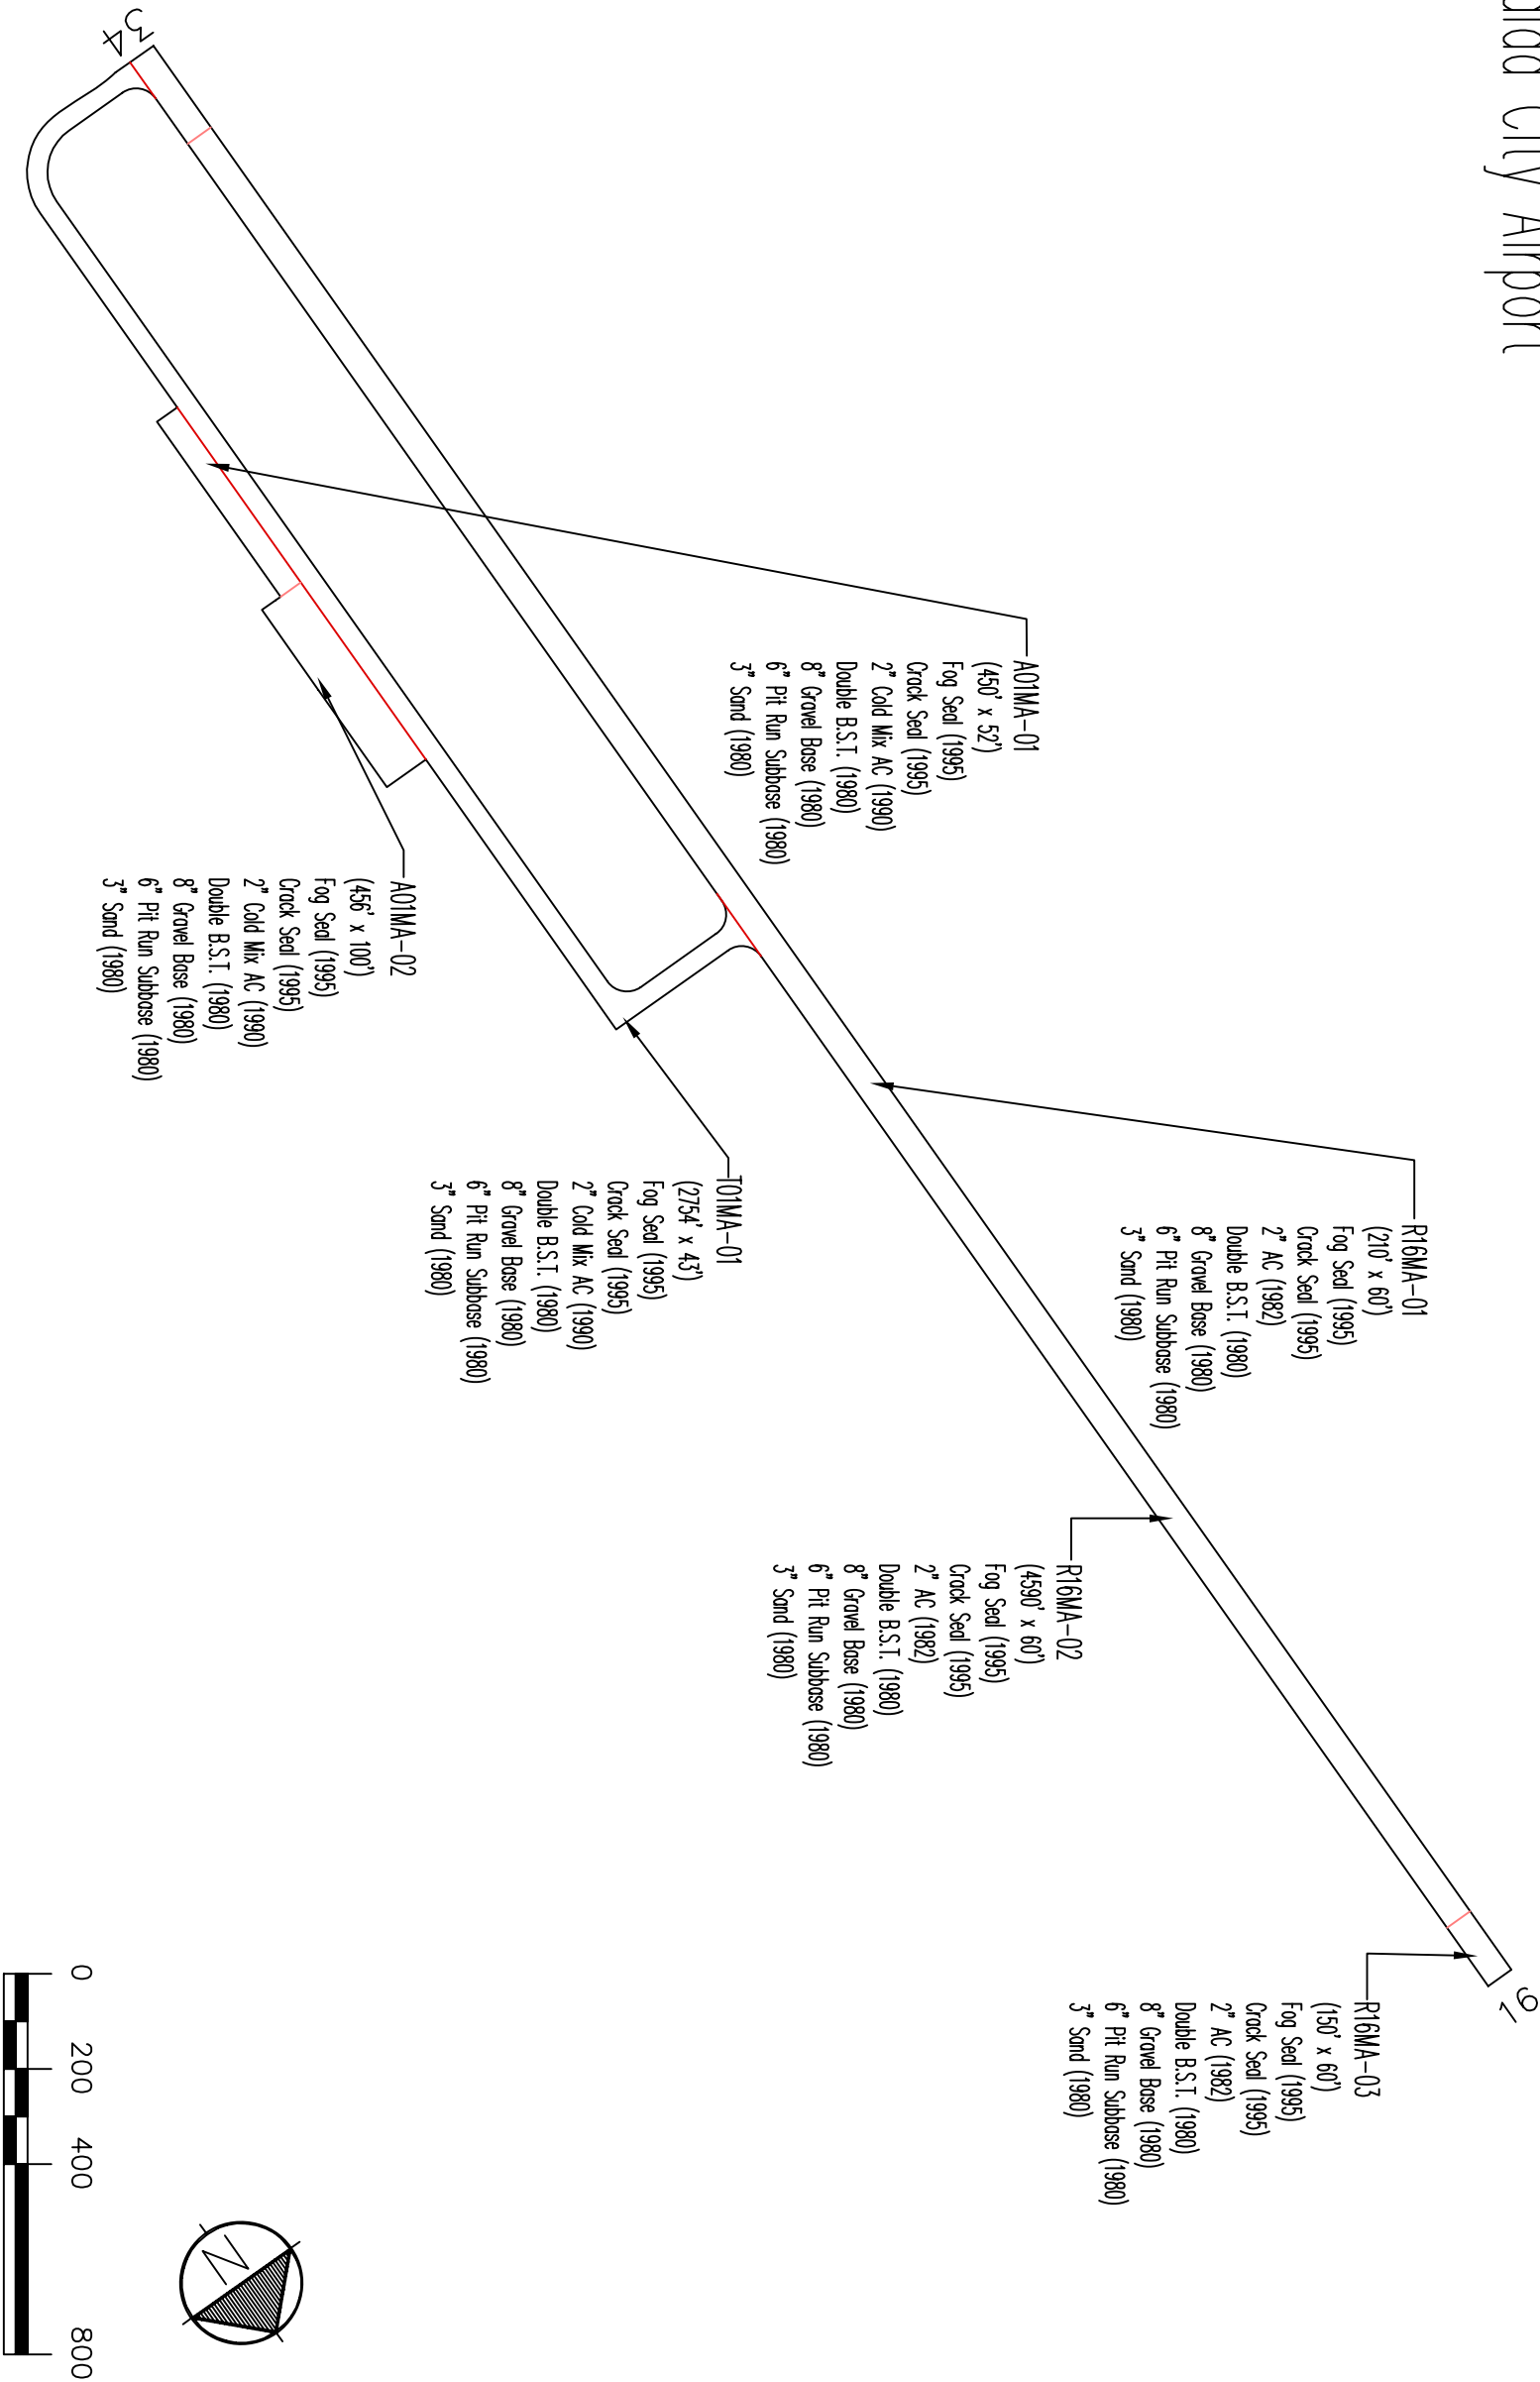 alad City Airport
16
R16MA-01
(210' x 60')
Fog Seal (1995)
Crack Seal (1995)
2" AC (1982)
Double B.S.T. (1980)
8" Gravel Base (1980)
6" Pit Run Subbase (1980)
3" Sand (1980)
R16MA-03
(150' x 60')
Fog Seal (1995)
Crack Seal (1995)
2" AC (1982)
Double B.S.T. (1980)
8" Gravel Base (1980)
6" Pit Run Subbase (1980)
3" Sand (1980)
R16MA-02
(4590' x 60')
Fog Seal (1995)
Crack Seal (1995)
2" AC (1982)
Double B.S.T. (1980)
8" Gravel Base (1980)
6" Pit Run Subbase (1980)
3" Sand (1980)
A01MA-01
(450' x 52')
Fog Seal (1995)
Crack Seal (1995)
2" Cold Mix AC (1990)
Double B.S.T. (1980)
8" Gravel Base (1980)
6" Pit Run Subbase (1980)
3" Sand (1980)
T01MA-01
(2754' x 43')
Fog Seal (1995)
Crack Seal (1995)
2" Cold Mix AC (1990)
Double B.S.T. (1980)
8" Gravel Base (1980)
6" Pit Run Subbase (1980)
3" Sand (1980)
A01MA-02
(456' x 100')
Fog Seal (1995)
Crack Seal (1995)
2" Cold Mix AC (1990)
Double B.S.T. (1980)
8" Gravel Base (1980)
6" Pit Run Subbase (1980)
3" Sand (1980)
34
N
0 200 400 800